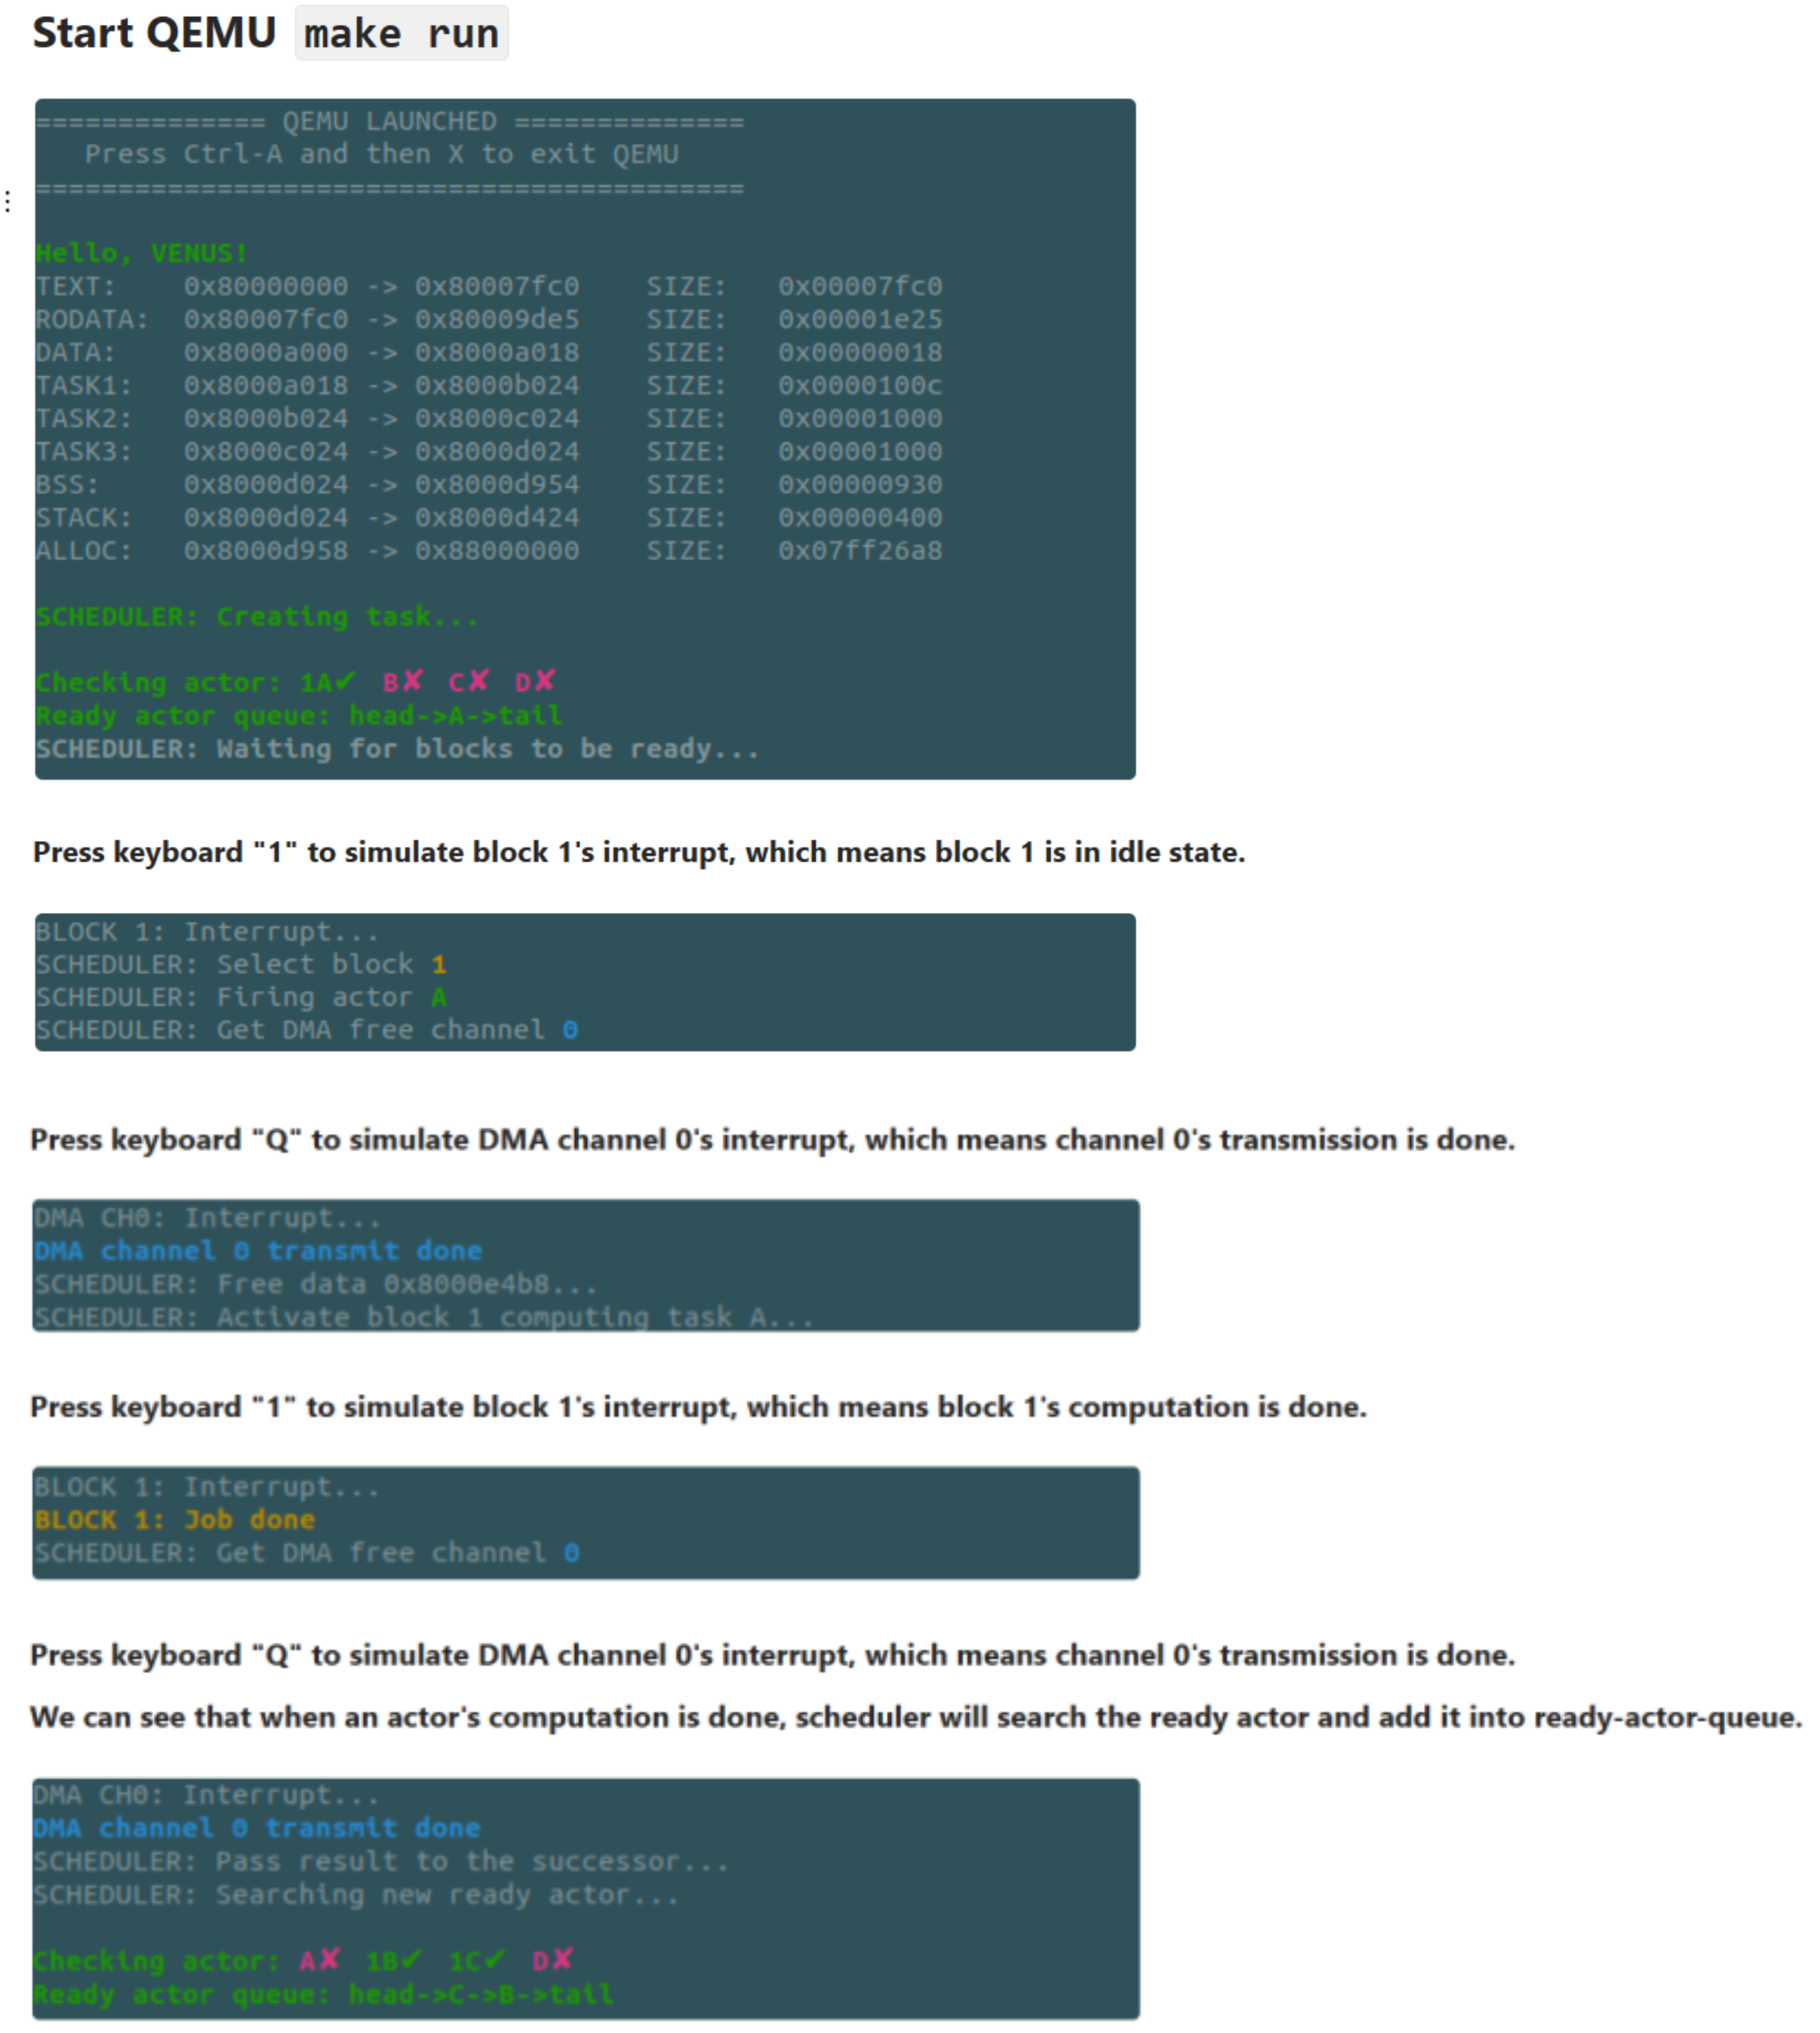 Start QEMU make run
============== QEMU LAUNCHED ==============
Press Ctrl-A and then X to exit QEMU
===========================================
Hello, VENUS!
TEXT: 0x80000000 -> 0x80007fc0 SIZE: 0x00007fc0
RODATA: 0x80007fc0 -> 0x80009de5 SIZE: 0x00001e25
DATA: 0x8000a000 -> 0x8000a018 SIZE: 0x00000018
TASK1: 0x8000a018 -> 0x8000b024 SIZE: 0x0000100c
TASK2: 0x8000b024 -> 0x8000c024 SIZE: 0x00001000
TASK3: 0x8000c024 -> 0x8000d024 SIZE: 0x00001000
BSS: 0x8000d024 -> 0x8000d954 SIZE: 0x00000930
STACK: 0x8000d024 -> 0x8000d424 SIZE: 0x00000400
ALLOC: 0x8000d958 -> 0x88000000 SIZE: 0x07ff26a8
SCHEDULER: Creating task...
Checking actor: 1A✔ B✘ C✘ D✘
Ready actor queue: head->A->tail
SCHEDULER: Waiting for blocks to be ready...
Press keyboard "1" to simulate block 1's interrupt, which means block 1 is in idle state.
BLOCK 1: Interrupt...
SCHEDULER: Select block 1
SCHEDULER: Firing actor A
SCHEDULER: Get DMA free channel 0
Press keyboard "Q" to simulate DMA channel 0's interrupt, which means channel 0's transmission is done.
DMA CH0: Interrupt...
DMA channel 0 transmit done
SCHEDULER: Free data 0x8000e4b8...
SCHEDULER: Activate block 1 computing task A...
Press keyboard "1" to simulate block 1's interrupt, which means block 1's computation is done.
BLOCK 1: Interrupt...
BLOCK 1: Job done
SCHEDULER: Get DMA free channel 0
Press keyboard "Q" to simulate DMA channel 0's interrupt, which means channel 0's transmission is done.
We can see that when an actor's computation is done, scheduler will search the ready actor and add it into ready-actor-queue.
DMA CH0: Interrupt...
DMA channel 0 transmit done
SCHEDULER: Pass result to the successor...
SCHEDULER: Searching new ready actor...
Checking actor: A✘ 1B✔ 1C✔ D✘
Ready actor queue: head->C->B->tail